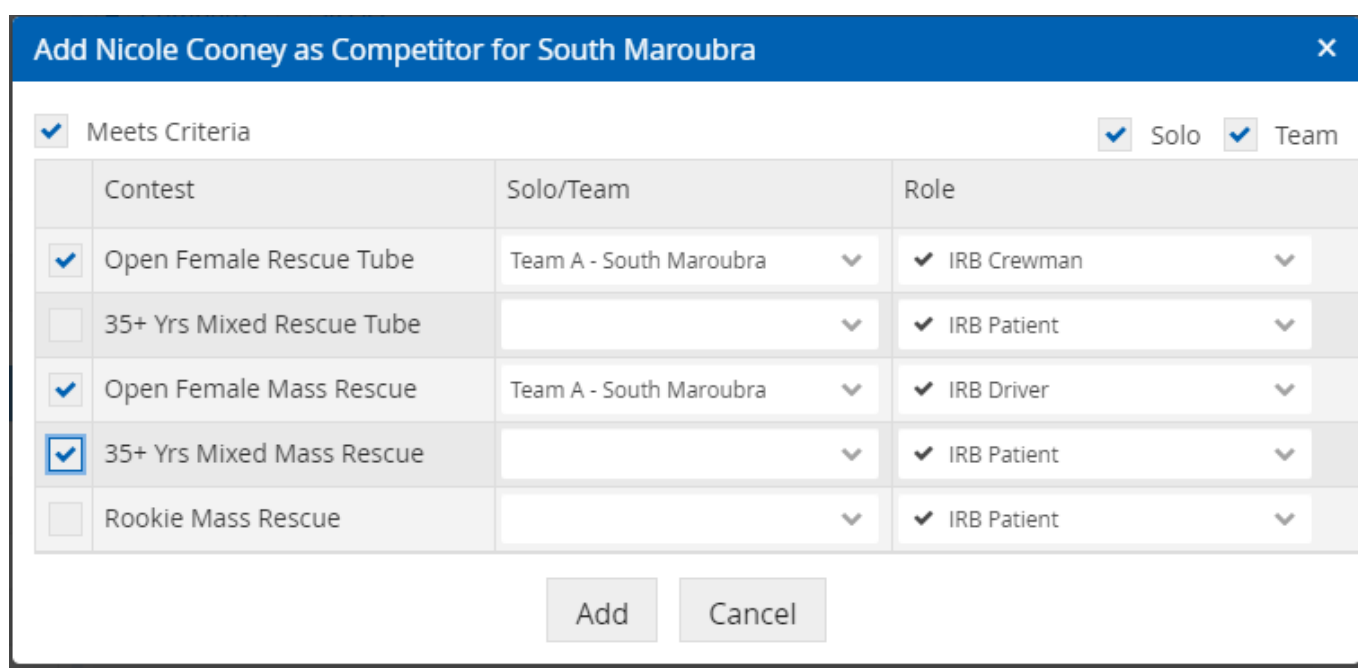 Add Nicole Cooney as Competitor for South Maroubra ×
Meets Criteria Solo Team
Contest Solo/Team Role
Open Female Rescue Tube Team A - South Maroubra IRB Crewman
35+ Yrs Mixed Rescue Tube IRB Patient
Open Female Mass Rescue Team A - South Maroubra IRB Driver
35+ Yrs Mixed Mass Rescue IRB Patient
Rookie Mass Rescue IRB Patient
Add Cancel